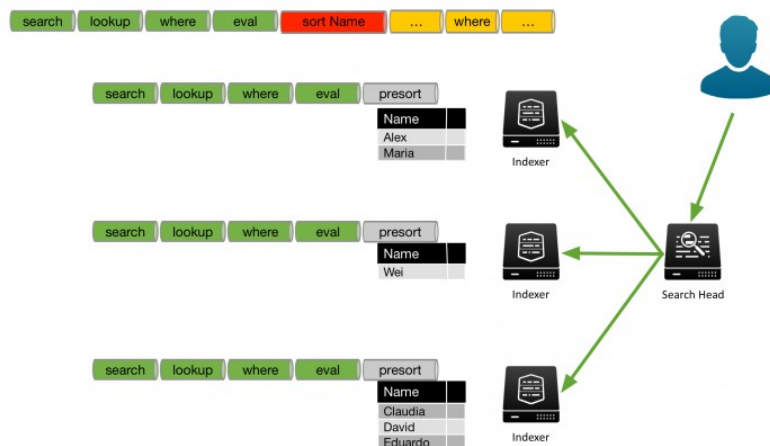 search lookup where eval sort Name ... where ...
search lookup where eval presort
Name
Alex
Maria
Indexer
search lookup where eval presort
Name
Wei
Indexer
Search Head
search lookup where eval presort
Name
Claudia
David
Eduardo
Indexer